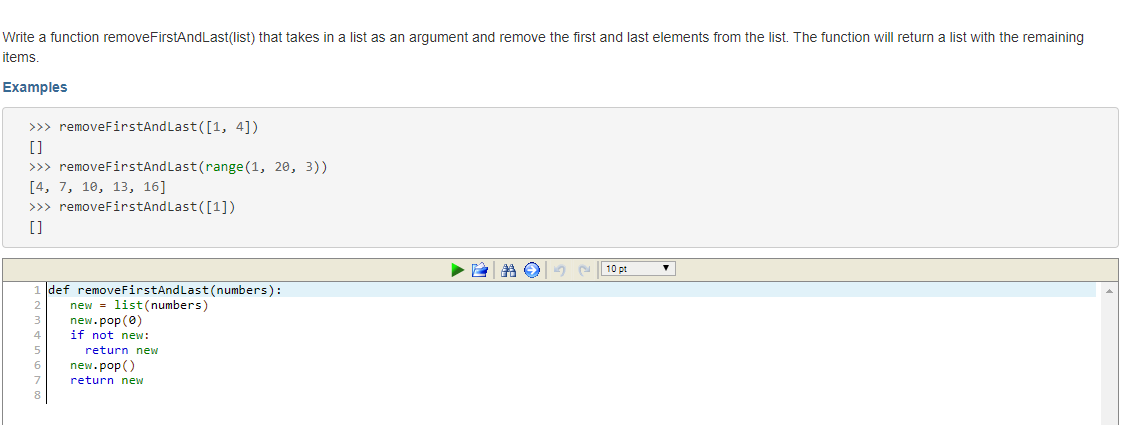 Write a function removeFirstAndLast(list) that takes in a list as an argument and remove the first and last elements from the list. The function will return a list with the remaining
items.
Examples
>>> removeFirstAndLast([1, 4])
[]
>>> removeFirstAndLast(range(1, 20, 3))
[4, 7, 10, 13, 16]
>>> removeFirstAndLast([1])
[]
10 pt
1 def removeFirstAndLast(numbers):
2    new = list(numbers)
3    new.pop(0)
4    if not new:
5      return new
6    new.pop()
7    return new
8